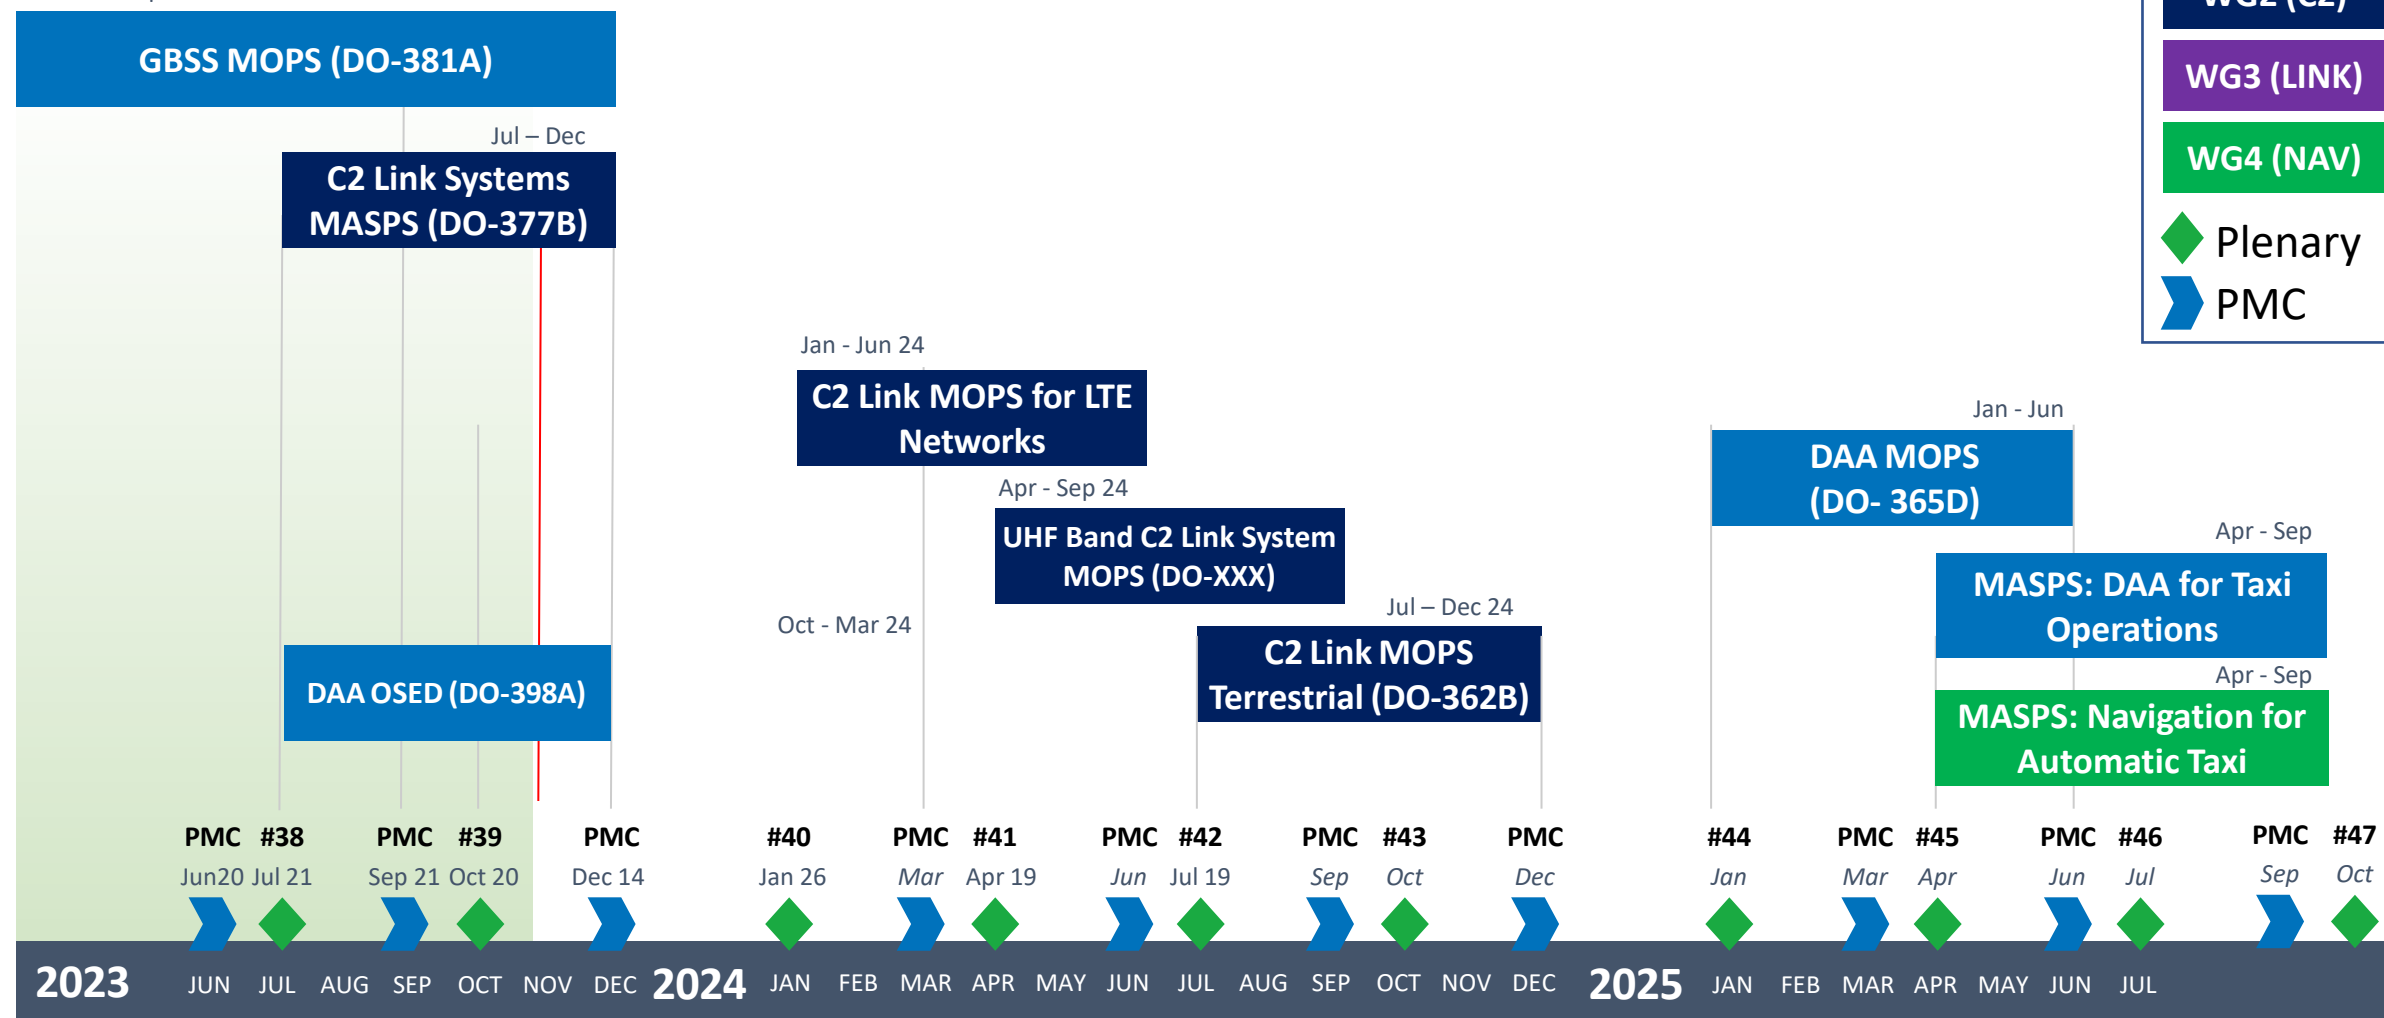 GBSS MOPS (DO-381A)
WG2 (C2)
WG3 (LINK)
WG4 (NAV)
Plenary
PMC
Jul – Dec
C2 Link Systems
MASPS (DO-377B)
Jan - Jun 24
C2 Link MOPS for LTE
Networks
Apr - Sep 24
UHF Band C2 Link System
MOPS (DO-XXX)
Oct - Mar 24
Jul – Dec 24
C2 Link MOPS
Terrestrial (DO-362B)
DAA OSED (DO-398A)
Jan - Jun
DAA MOPS
(DO- 365D)
Apr - Sep
MASPS: DAA for Taxi
Operations
Apr - Sep
MASPS: Navigation for
Automatic Taxi
PMC #38 PMC #39 PMC #40 PMC #41 PMC #42 PMC #43 PMC #44 PMC #45 PMC #46 PMC #47
Jun20 Jul 21 Sep 21 Oct 20 Dec 14 Jan 26 Mar Apr 19 Jun Jul 19 Sep Oct Dec Jan Mar Apr Jun Jul Sep Oct
2023 JUN JUL AUG SEP OCT NOV DEC 2024 JAN FEB MAR APR MAY JUN JUL AUG SEP OCT NOV DEC 2025 JAN FEB MAR APR MAY JUN JUL